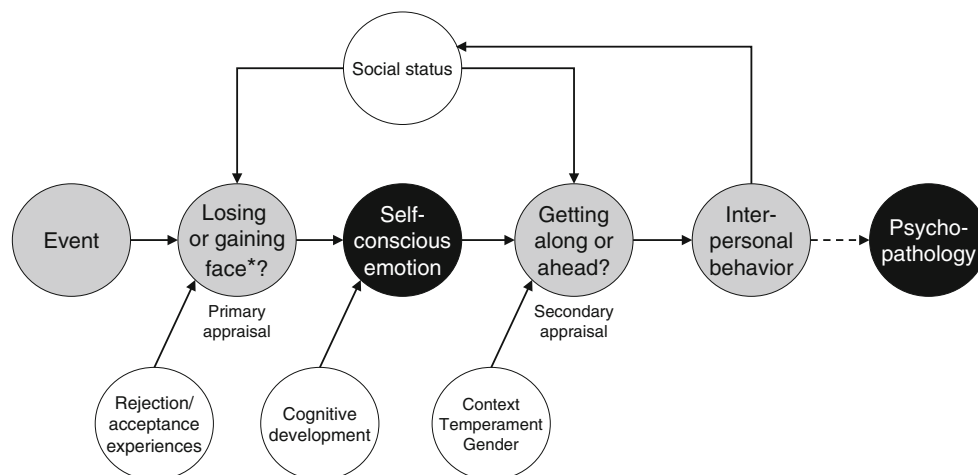 Social status
Event
Losing
or gaining
face*?
Self-
conscious
emotion
Getting
along or
ahead?
Inter-
personal
behavior
Psycho-
pathology
Primary
appraisal
Secondary
appraisal
Rejection/
acceptance
experiences
Cognitive
development
Context
Temperament
Gender